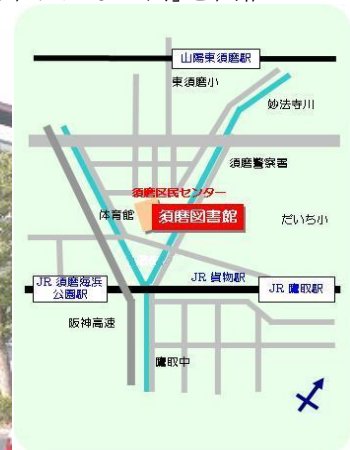 山陽東須磨駅
東須磨小
妙法寺川
須磨警察署
須磨区民センター
体育館
須磨図書館
だいち小
JR 須磨海浜
公園駅
JR 貨物駅
JR 鷹取駅
阪神高速
鷹取中